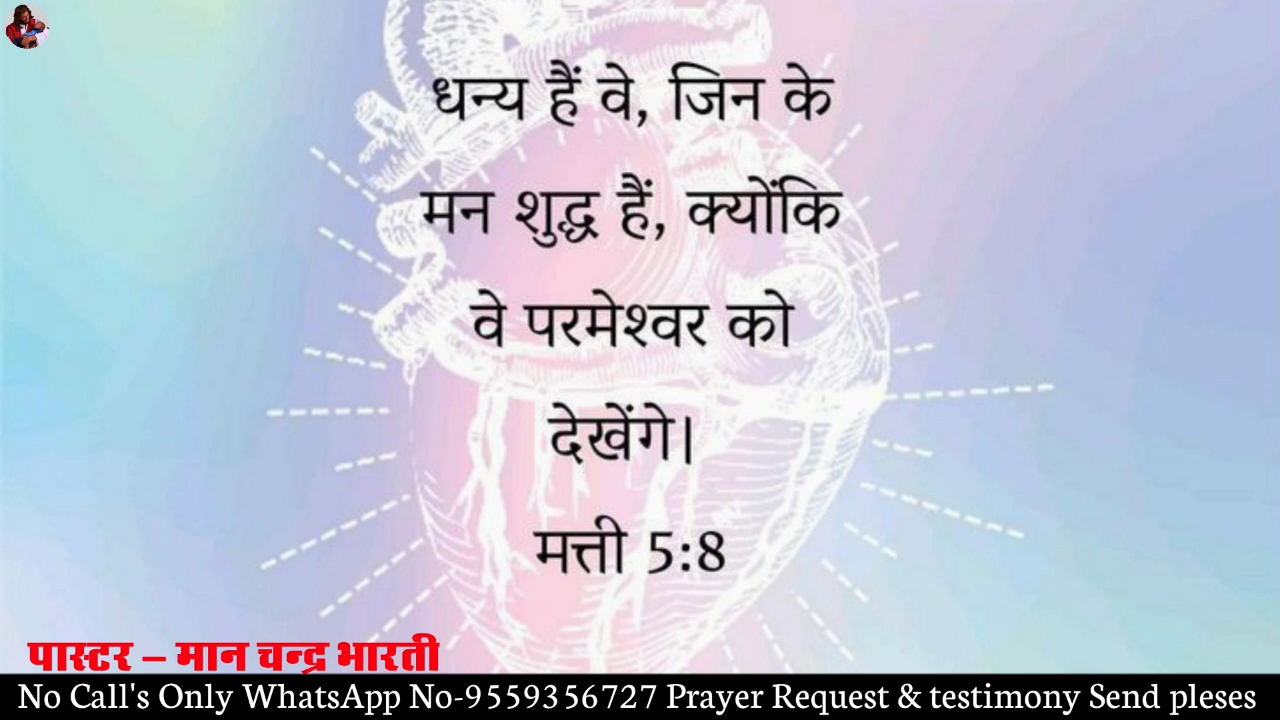 धन्य हैं वे, जिन के
मन शुद्ध हैं, क्योंकि
वे परमेश्वर को
देखेंगे।
मत्ती 5:8
पास्टर – मान चन्द्र भारती
No Call's Only WhatsApp No-9559356727 Prayer Request & testimony Send pleses